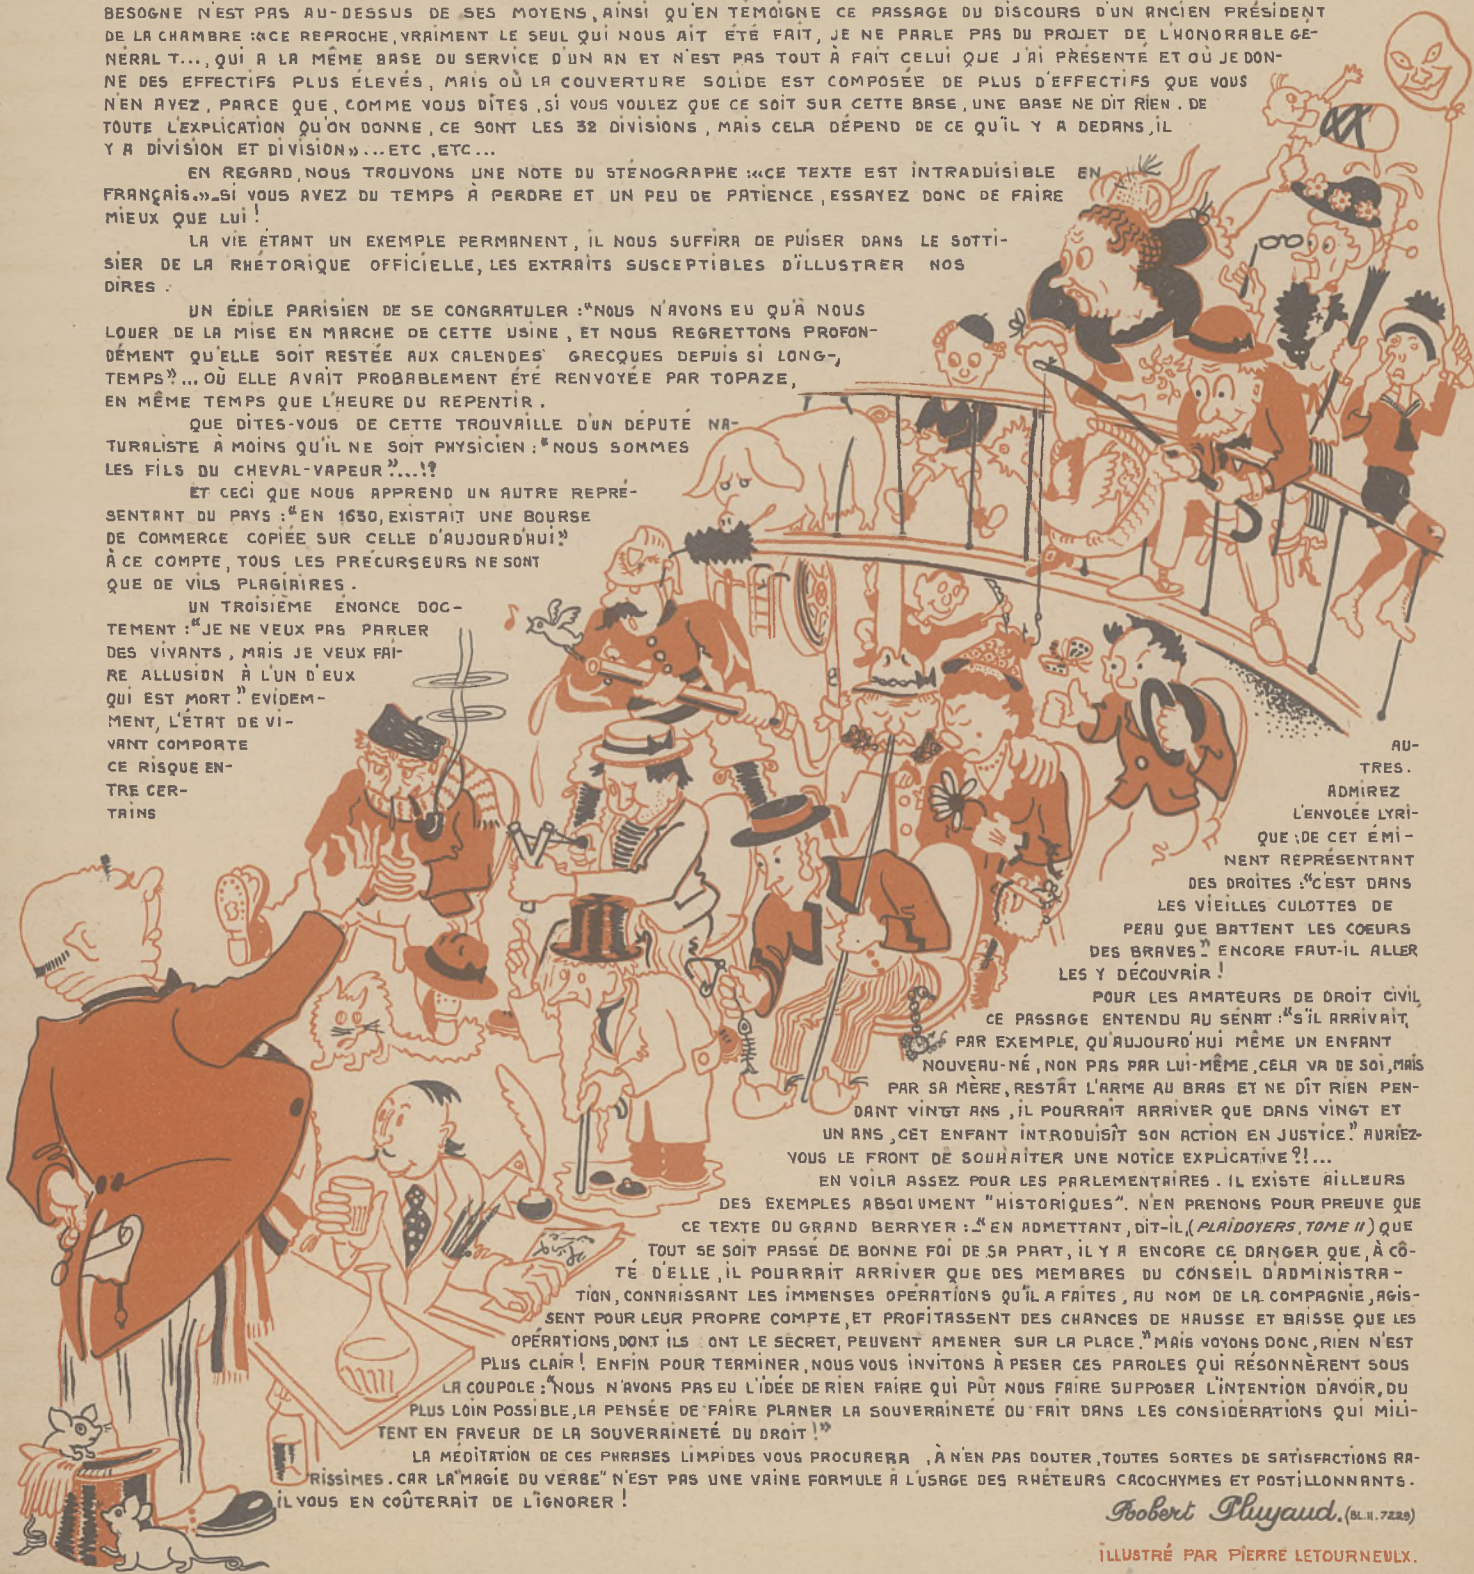 BESOGNE N'EST PAS AU-DESSUS DE SES MOYENS, AINSI QU'EN TÉMOIGNE CE PASSAGE DU DISCOURS D'UN ANCIEN PRÉSIDENT
DE LA CHAMBRE : «CE REPROCHE, VRAIMENT LE SEUL QUI NOUS AIT ÉTÉ FAIT, JE NE PARLE PAS DU PROJET DE L'HONORABLE GÉ-
NÉRAL T..., QUI A LA MÊME BASE DU SERVICE D'UN AN ET N'EST PAS TOUT À FAIT CELUI QUE J'AI PRÉSENTÉ ET OÙ JE DON-
NE DES EFFECTIFS PLUS ÉLEVÉS, MAIS OÙ LA COUVERTURE SOLIDE EST COMPOSÉE DE PLUS D'EFFECTIFS QUE VOUS
N'EN AVEZ, PARCE QUE, COMME VOUS DITES, SI VOUS VOULEZ QUE CE SOIT SUR CETTE BASE, UNE BASE NE DIT RIEN. DE
TOUTE L'EXPLICATION QU'ON DONNE, CE SONT LES 32 DIVISIONS, MAIS CELA DÉPEND DE CE QU'IL Y A DEDANS, IL
Y A DIVISION ET DIVISION»...ETC, ETC...
EN REGARD, NOUS TROUVONS UNE NOTE DU STÉNOGRAPHE : «CE TEXTE EST INTRADUISIBLE EN
FRANÇAIS.»_SI VOUS AVEZ DU TEMPS À PERDRE ET UN PEU DE PATIENCE, ESSAYEZ DONC DE FAIRE
MIEUX QUE LUI !
LA VIE ÉTANT UN EXEMPLE PERMANENT, IL NOUS SUFFIRA DE PUISER DANS LE SOTTI-
SIER DE LA RHÉTORIQUE OFFICIELLE, LES EXTRAITS SUSCEPTIBLES D'ILLUSTRER NOS
DIRES :
UN ÉDILE PARISIEN DE SE CONGRATULER : "NOUS N'AVONS EU QU'À NOUS
LOUER DE LA MISE EN MARCHE DE CETTE USINE, ET NOUS REGRETTONS PROFON-
DÉMENT QU'ELLE SOIT RESTÉE AUX CALENDES GRECQUES DEPUIS SI LONG-
TEMPS"... OÙ ELLE AVAIT PROBABLEMENT ÉTÉ RENVOYÉE PAR TOPAZE,
EN MÊME TEMPS QUE L'HEURE DU REPENTIR.
QUE DITES-VOUS DE CETTE TROUVAILLE D'UN DÉPUTÉ NA-
TURALISTE À MOINS QU'IL NE SOIT PHYSICIEN : "NOUS SOMMES
LES FILS DU CHEVAL-VAPEUR"...!?
ET CECI QUE NOUS APPREND UN AUTRE REPRÉ-
SENTANT DU PAYS : "EN 1630, EXISTAIT UNE BOURSE
DE COMMERCE COPIÉE SUR CELLE D'AUJOURD'HUI"
À CE COMPTE, TOUS LES PRÉCURSEURS NE SONT
QUE DE VILS PLAGIAIRES.
UN TROISIÈME ÉNONCE DOC-
TEMENT : "JE NE VEUX PAS PARLER
DES VIVANTS, MAIS JE VEUX FAI-
RE ALLUSION À L'UN D'EUX
QUI EST MORT". EVIDEM-
MENT, L'ÉTAT DE VI-
VANT COMPORTE
CE RISQUE EN-
TRE CER-
TAINS
AU-
TRES.
ADMIREZ
L'ENVOLÉE LYRI-
QUE DE CET ÉMI-
NENT REPRÉSENTANT
DES DROITES : "C'EST DANS
LES VIEILLES CULOTTES DE
PEAU QUE BATTENT LES COEURS
DES BRAVES"_ ENCORE FAUT-IL ALLER
LES Y DÉCOUVRIR !
POUR LES AMATEURS DE DROIT CIVIL,
CE PASSAGE ENTENDU AU SÉNAT : "S'IL ARRIVAIT,
PAR EXEMPLE, QU'AUJOURD'HUI MÊME UN ENFANT
NOUVEAU-NÉ, NON PAS PAR LUI-MÊME, CELA VA DE SOI, MAIS
PAR SA MÈRE, RESTÂT L'ARME AU BRAS ET NE DÎT RIEN PEN-
DANT VINGT ANS, IL POURRAIT ARRIVER QUE DANS VINGT ET
UN ANS, CET ENFANT INTRODUISÎT SON ACTION EN JUSTICE". AURIEZ-
VOUS LE FRONT DE SOUHAITER UNE NOTICE EXPLICATIVE ?!...
EN VOILÀ ASSEZ POUR LES PARLEMENTAIRES. IL EXISTE AILLEURS
DES EXEMPLES ABSOLUMENT "HISTORIQUES". N'EN PRENONS POUR PREUVE QUE
CE TEXTE DU GRAND BERRYER :_"EN ADMETTANT, DIT-IL, (PLAIDOYERS, TOME II) QUE
TOUT SE SOIT PASSÉ DE BONNE FOI DE SA PART, IL Y A ENCORE CE DANGER QUE, À CÔ-
TÉ D'ELLE, IL POURRAIT ARRIVER QUE DES MEMBRES DU CONSEIL D'ADMINISTRA-
TION, CONNAISSANT LES IMMENSES OPÉRATIONS QU'IL A FAITES, AU NOM DE LA COMPAGNIE, AGIS-
SENT POUR LEUR PROPRE COMPTE, ET PROFITASSENT DES CHANCES DE HAUSSE ET BAISSE QUE LES
OPÉRATIONS, DONT ILS ONT LE SECRET, PEUVENT AMENER SUR LA PLACE." MAIS VOYONS DONC, RIEN N'EST
PLUS CLAIR ! ENFIN POUR TERMINER, NOUS VOUS INVITONS À PESER CES PAROLES QUI RÉSONNÈRENT SOUS
LA COUPOLE : "NOUS N'AVONS PAS EU L'IDÉE DE RIEN FAIRE QUI PÛT NOUS FAIRE SUPPOSER L'INTENTION D'AVOIR, DU
PLUS LOIN POSSIBLE, LA PENSÉE DE FAIRE PLANER LA SOUVERAINETÉ DU FAIT DANS LES CONSIDÉRATIONS QUI MILI-
TENT EN FAVEUR DE LA SOUVERAINETÉ DU DROIT !"
LA MÉDITATION DE CES PHRASES LIMPIDES VOUS PROCURERA, À N'EN PAS DOUTER, TOUTES SORTES DE SATISFACTIONS RA-
RISSIMES. CAR LA "MAGIE DU VERBE" N'EST PAS UNE VAINE FORMULE À L'USAGE DES RHÉTEURS CACOCHYMES ET POSTILLONNANTS.
IL VOUS EN COÛTERAIT DE L'IGNORER !
Robert Pluyaud. (BL.II.7229)
ILLUSTRÉ PAR PIERRE LETOURNEULX.